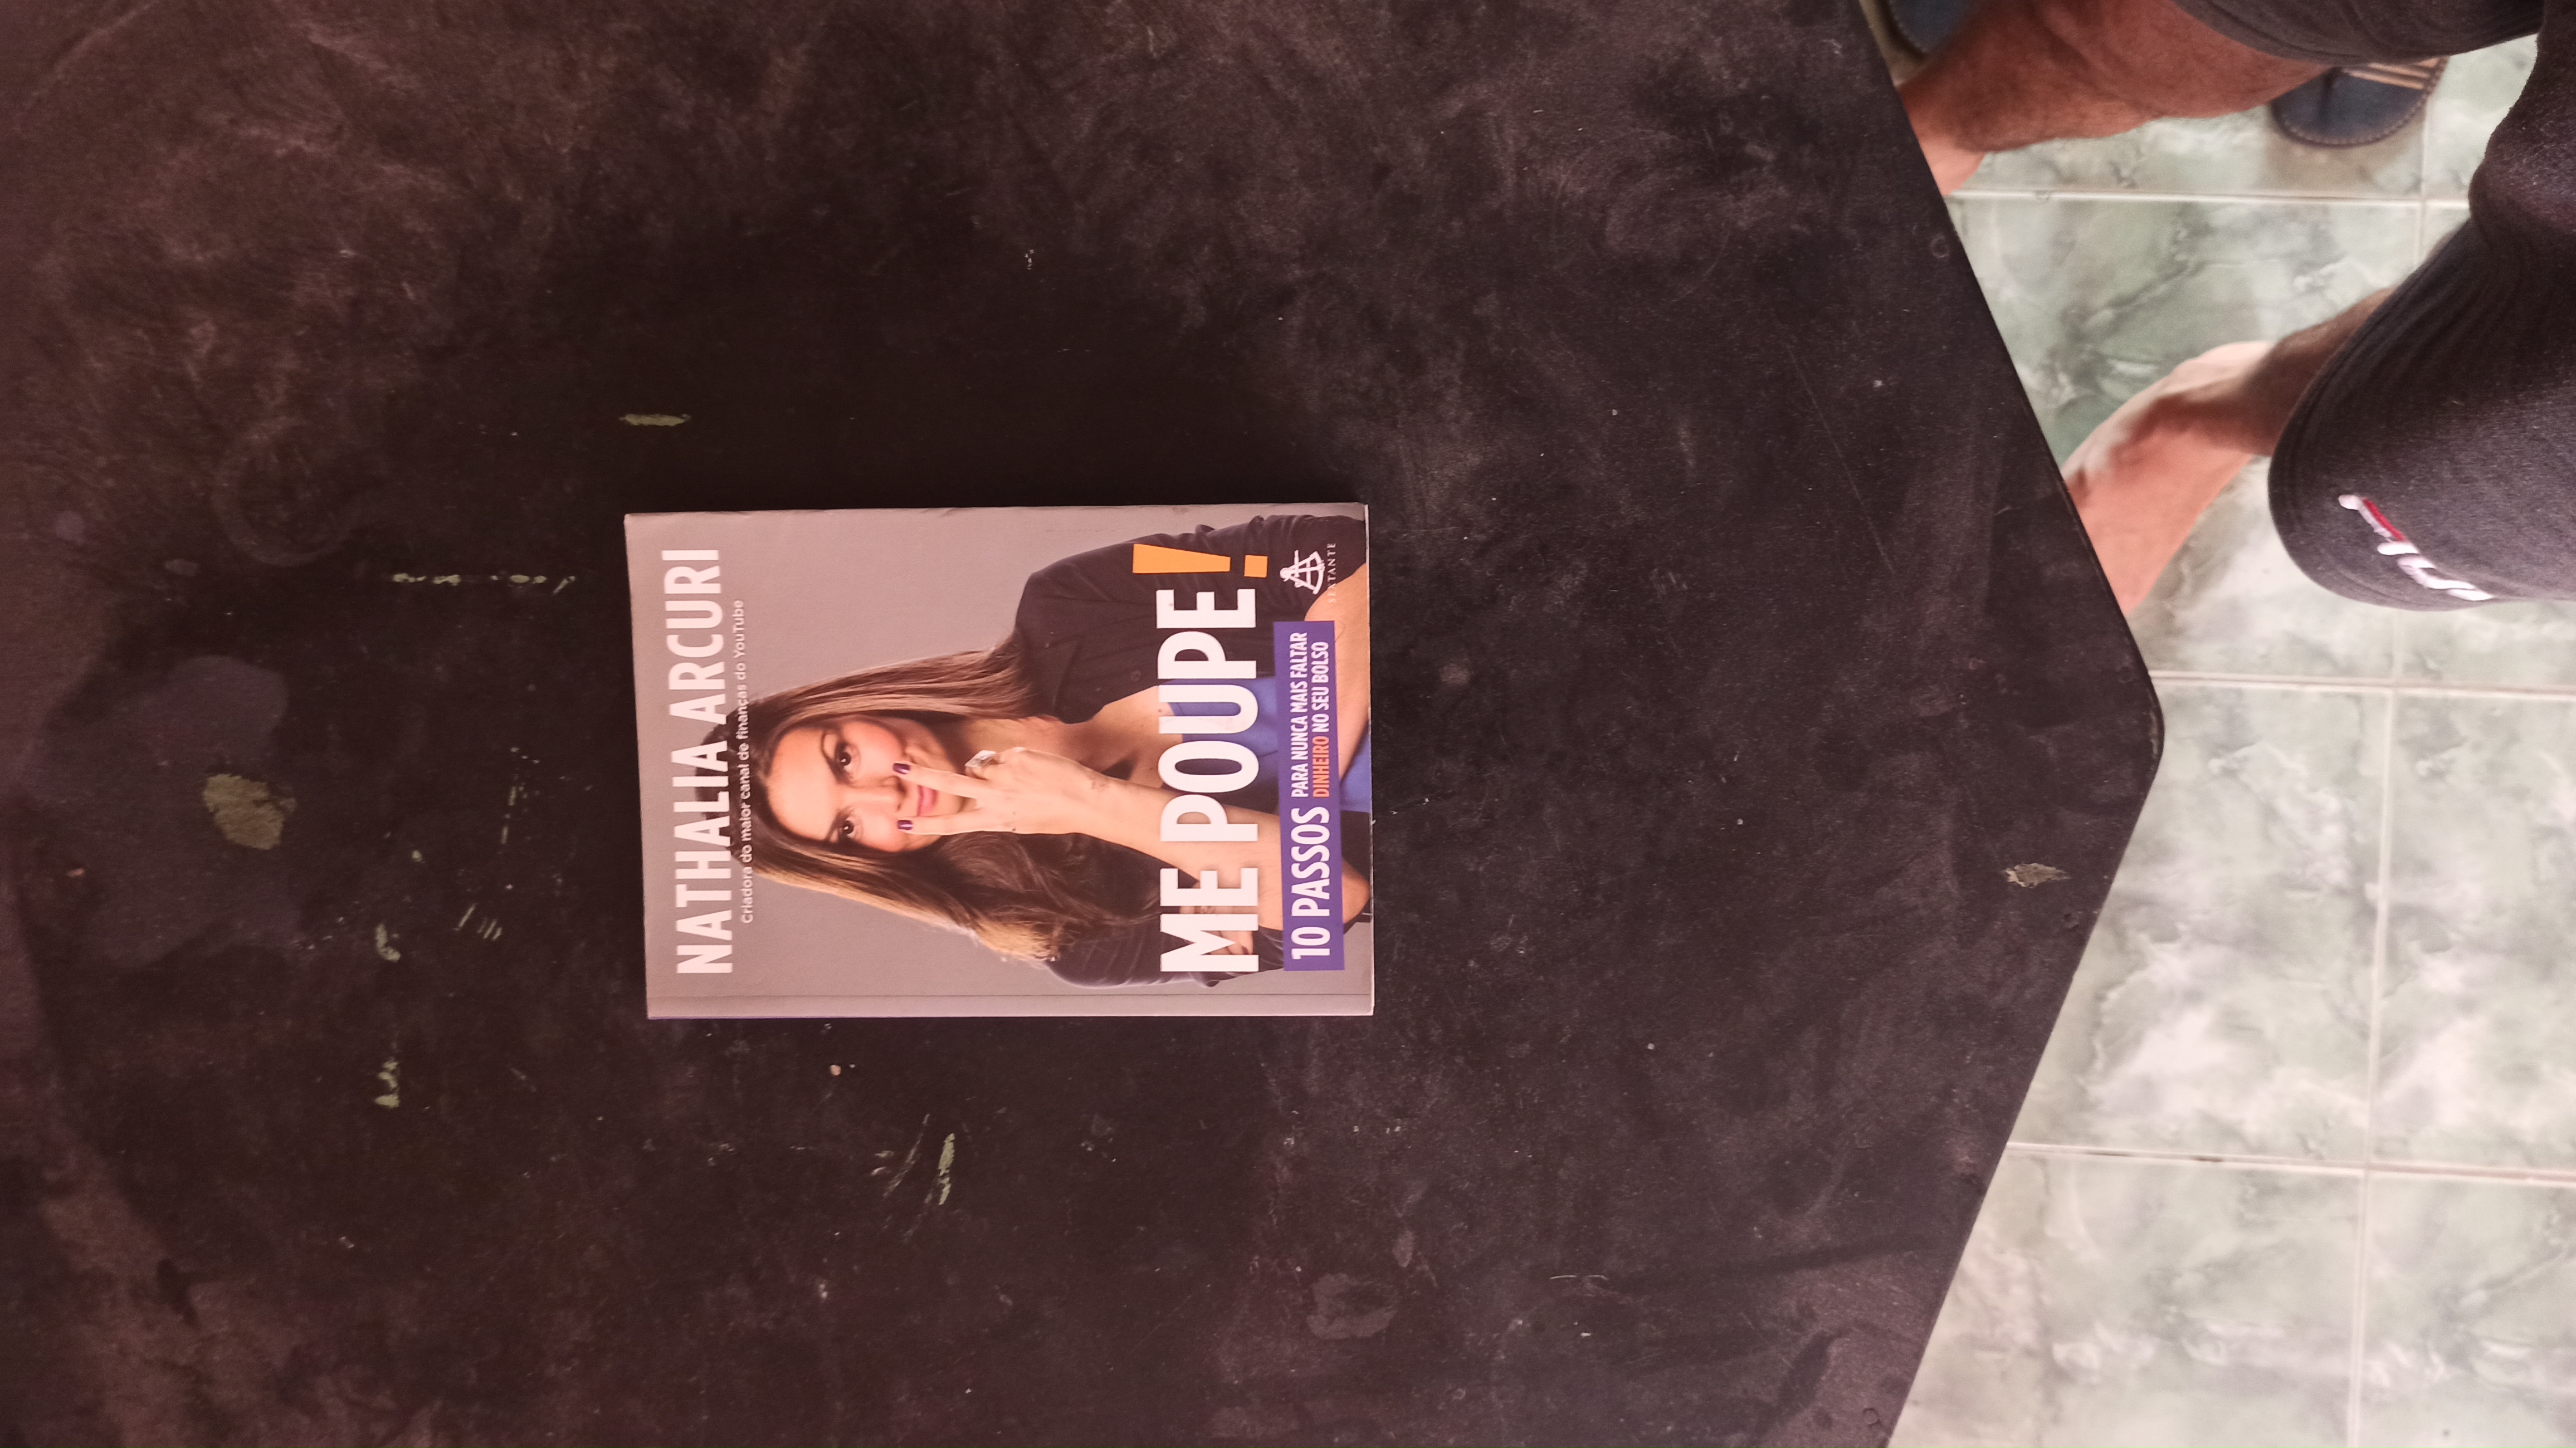 NATHALIA ARCURI
Criadora do maior canal de finanças do YouTube
ME POUPE!
10 PASSOS PARA NUNCA MAIS FALTAR
DINHEIRO NO SEU BOLSO
SEXTANTE